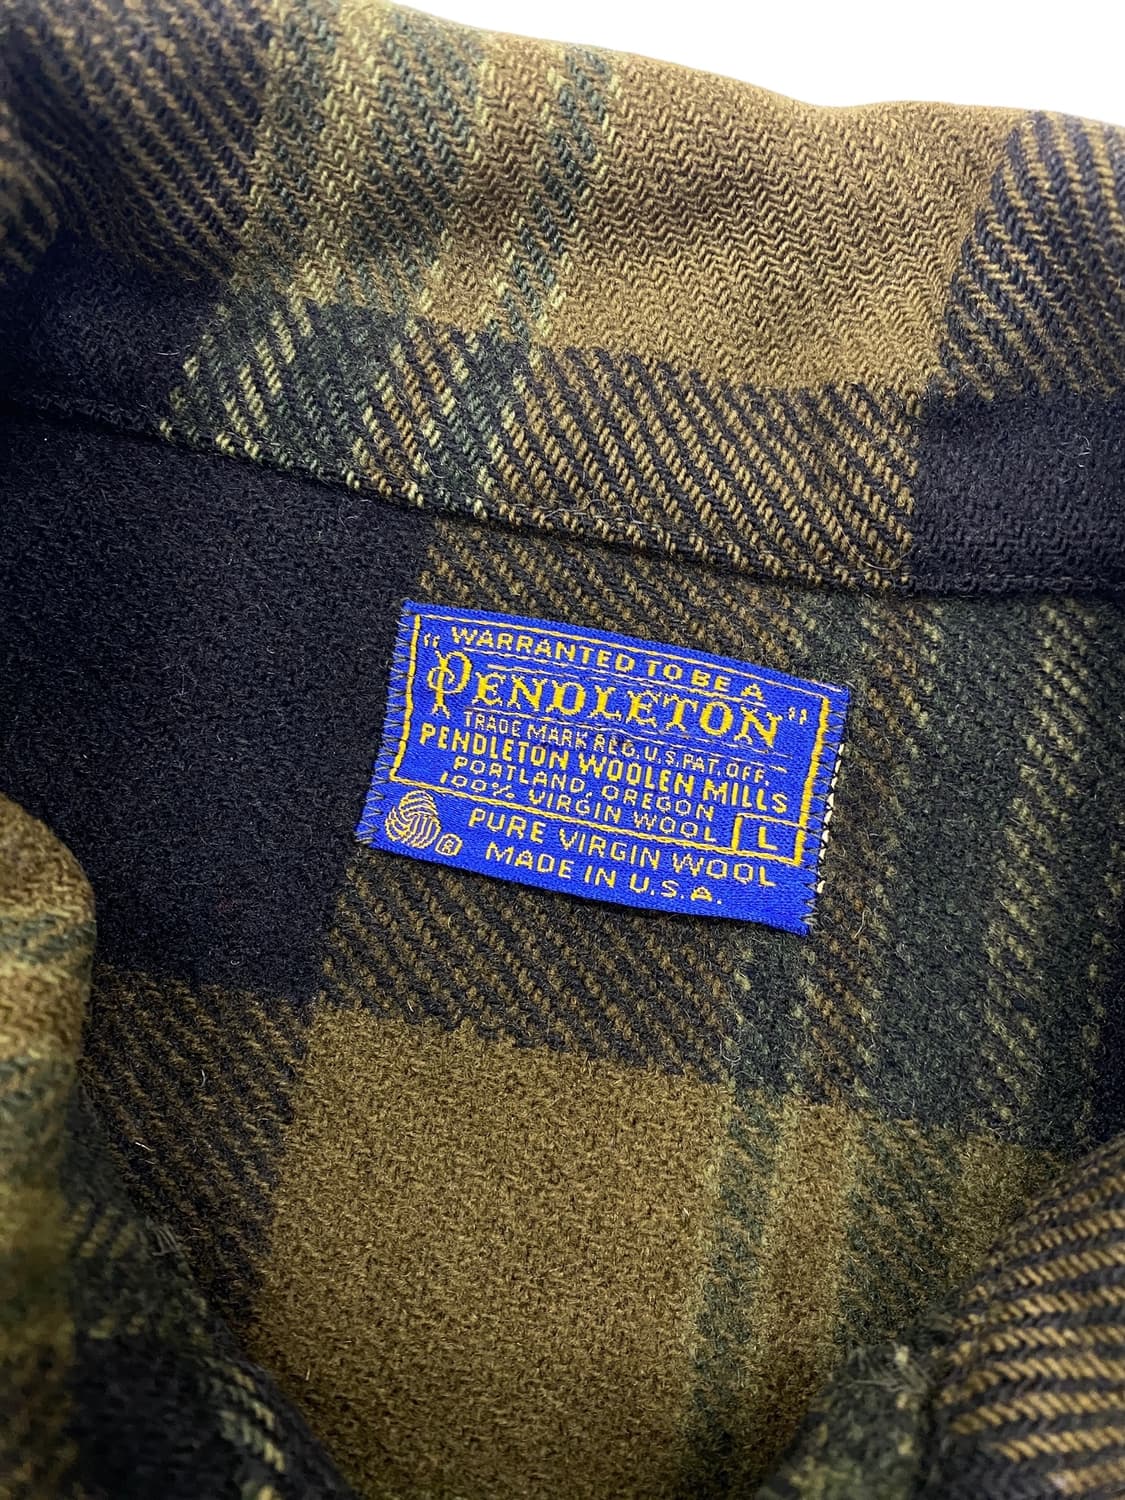 “WARRANTED TO BE A
PENDLETON”
TRADE MARK REG. U.S. PAT. OFF.
PENDLETON WOOLEN MILLS
PORTLAND, OREGON
100% VIRGIN WOOL L
PURE VIRGIN WOOL
® MADE IN U.S.A.